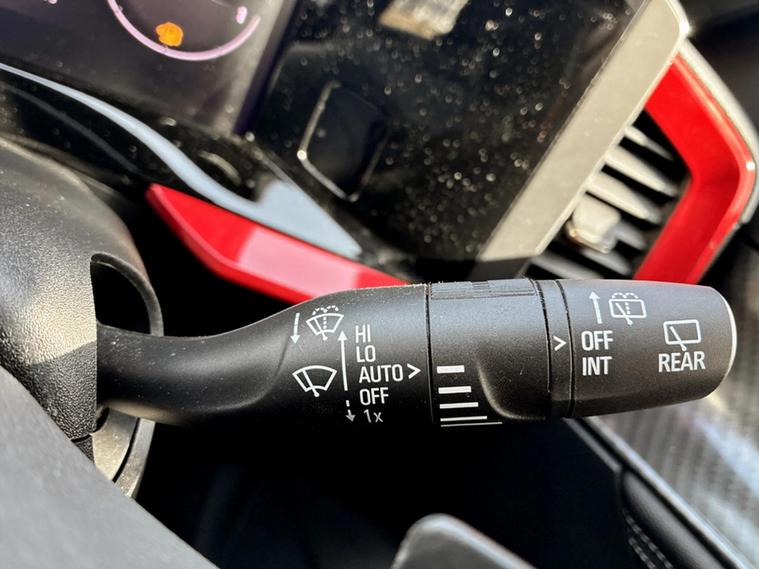 HI
LO
AUTO >
OFF
1x
> OFF
INT
REAR